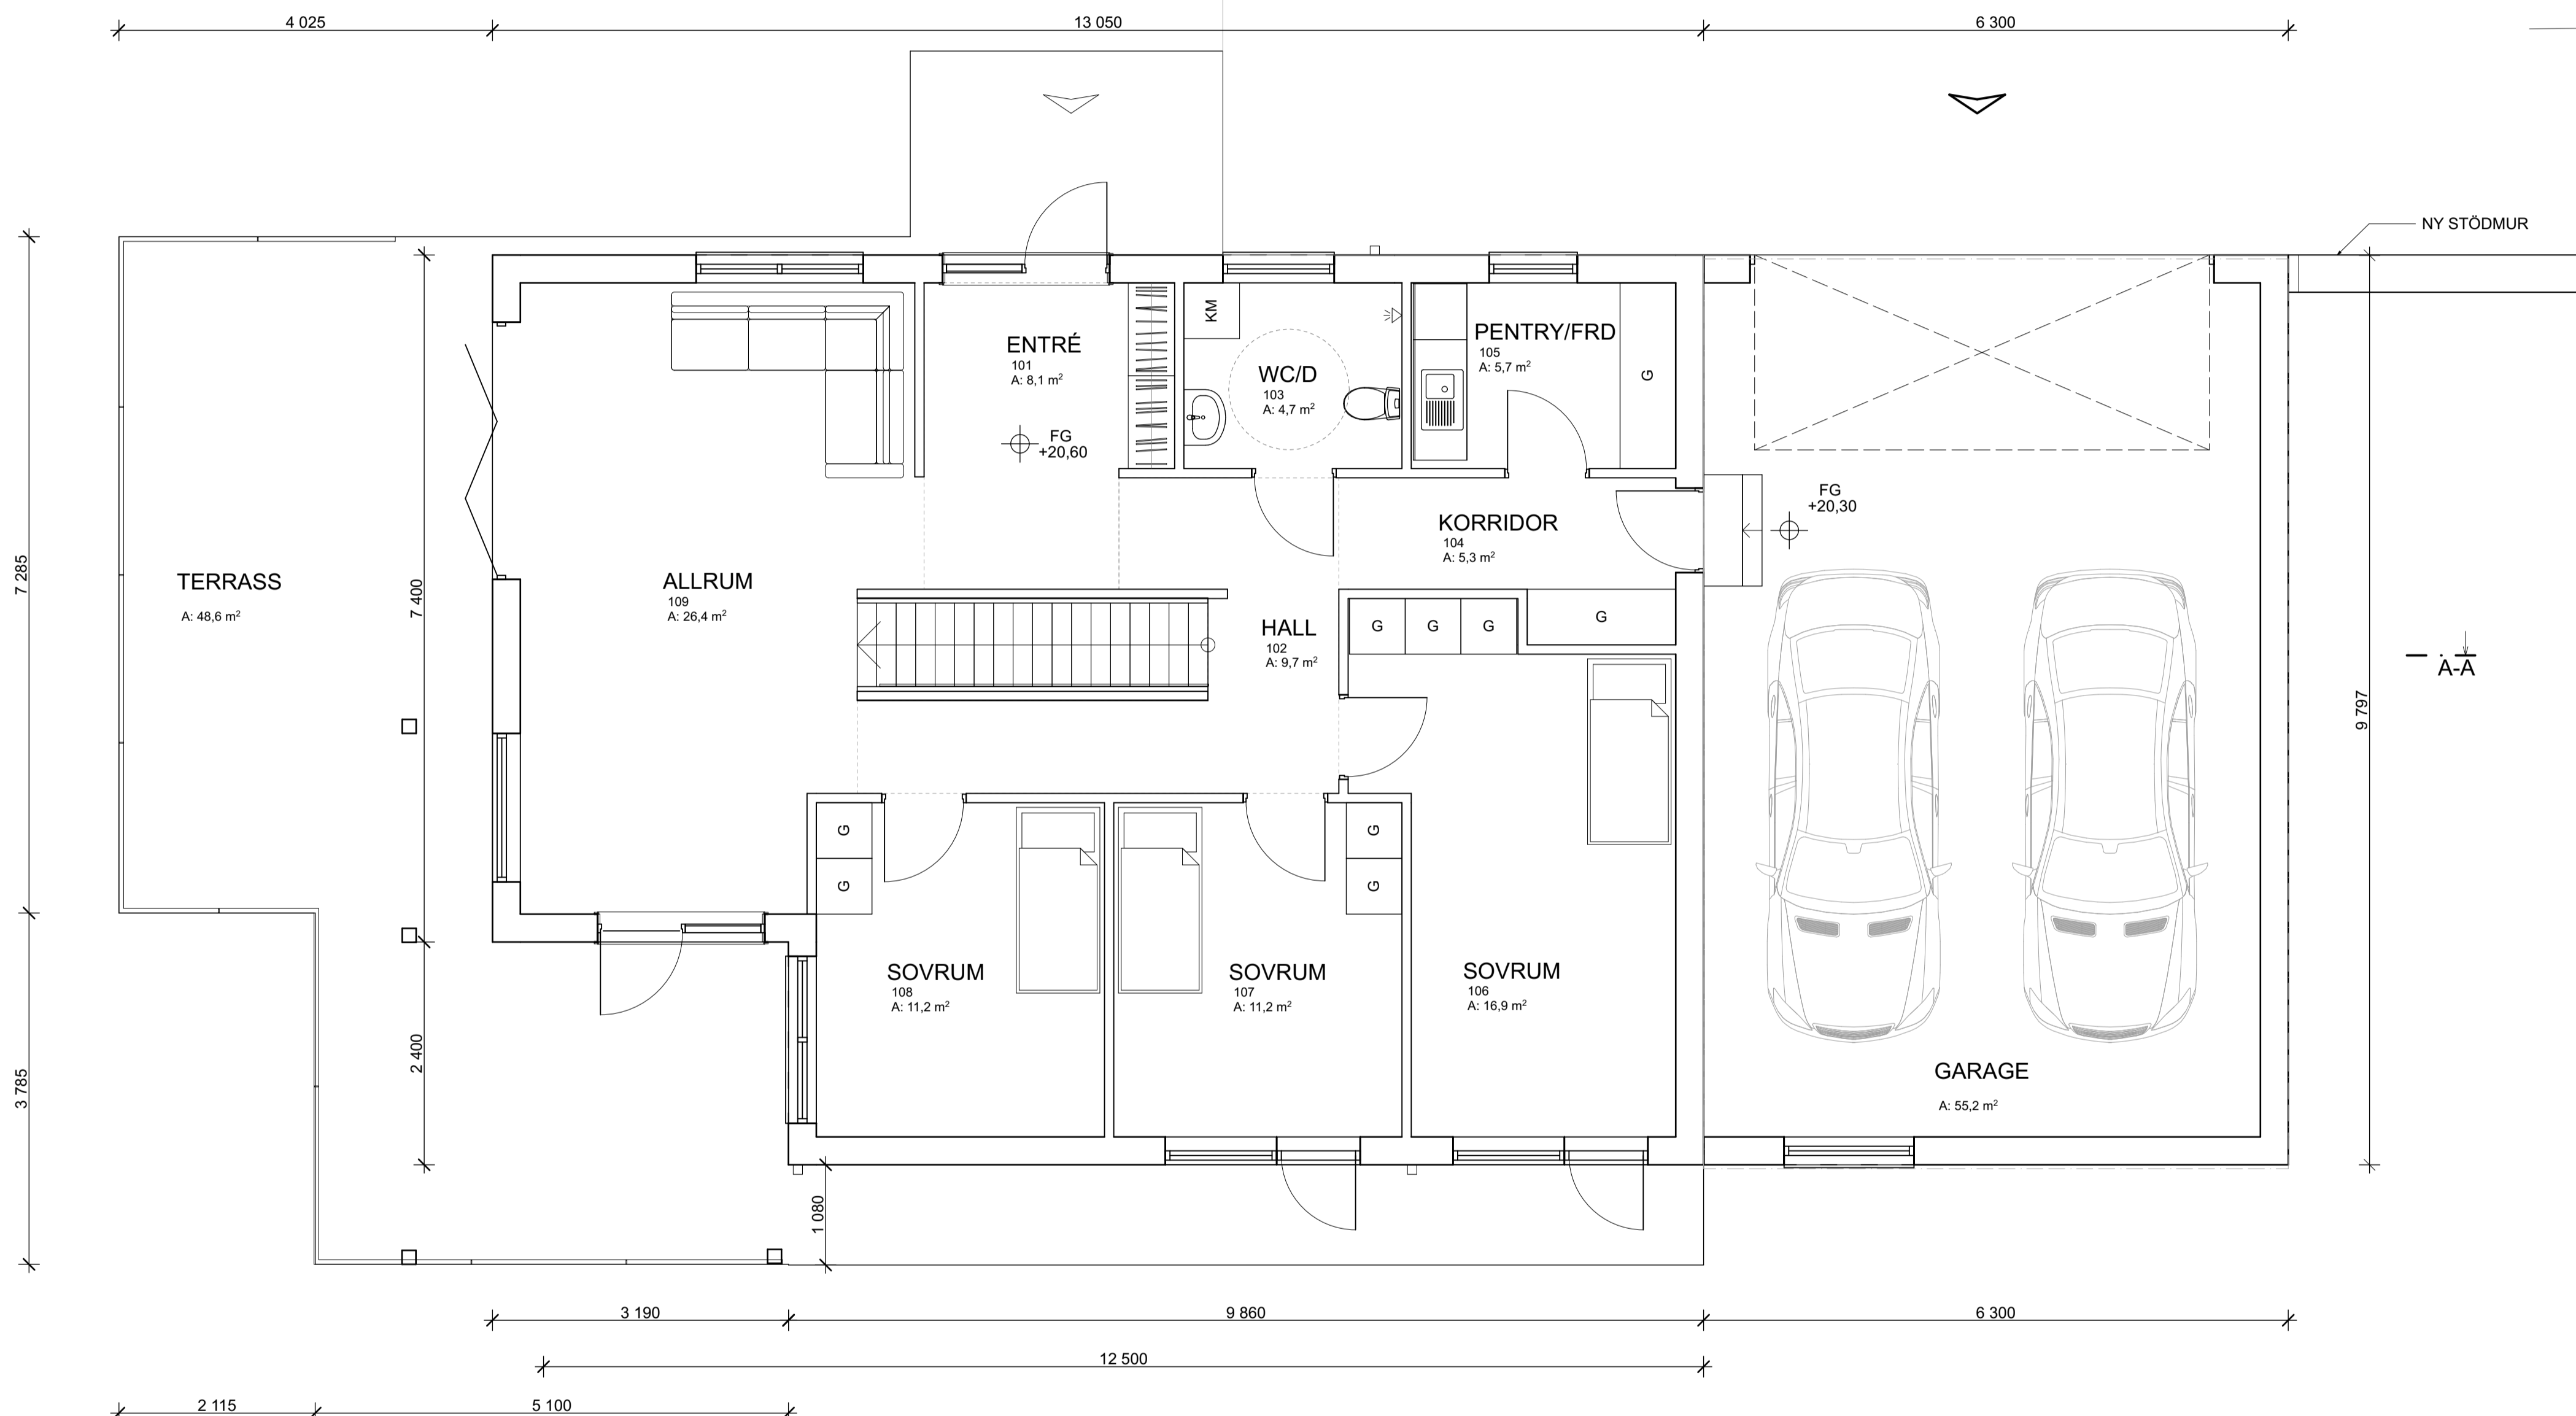 4 025
13 050
6 300
NY STÖDMUR
ENTRÉ
101
A: 8,1 m²
KM
WC/D
103
A: 4,7 m²
PENTRY/FRD
105
A: 5,7 m²
G
FG
+20,60
FG
+20,30
KORRIDOR
104
A: 5,3 m²
7 285
TERRASS
A: 48,6 m²
7 400
ALLRUM
109
A: 26,4 m²
HALL
102
A: 9,7 m²
G
G
G
G
A-A
9 797
G
G
G
G
SOVRUM
108
A: 11,2 m²
SOVRUM
107
A: 11,2 m²
SOVRUM
106
A: 16,9 m²
2 400
3 785
GARAGE
A: 55,2 m²
1 080
3 190
9 860
6 300
12 500
2 115
5 100